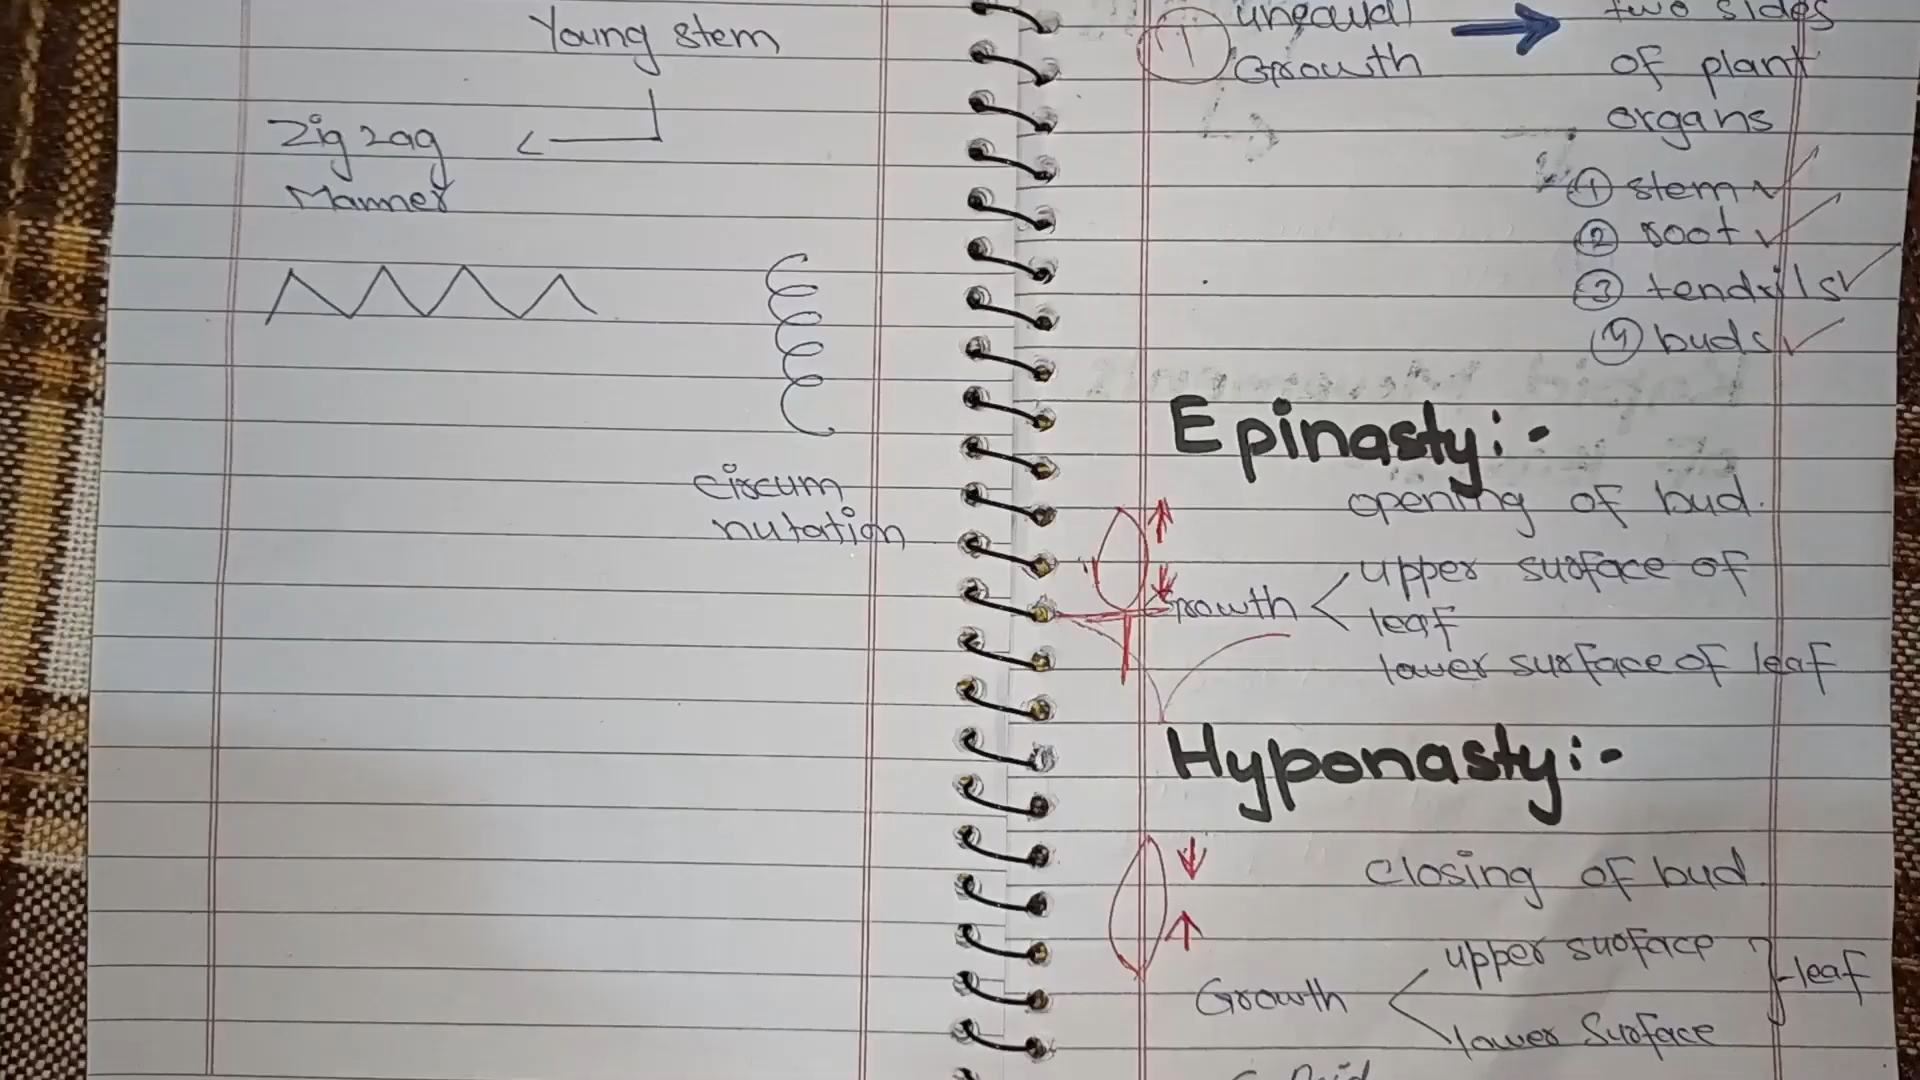 Young stem
Zig zag
Manner
circum
nutation
unequal
two sides
1
Growth
of plant
organs
① stem ✓
② root ✓
③ tendrils ✓
④ buds ✓
Epinasty:-
opening of bud.
upper surface of
Growth <
leaf
lower surface of leaf
Hyponasty:-
closing of bud
upper surface
Growth < } - leaf
lower surface